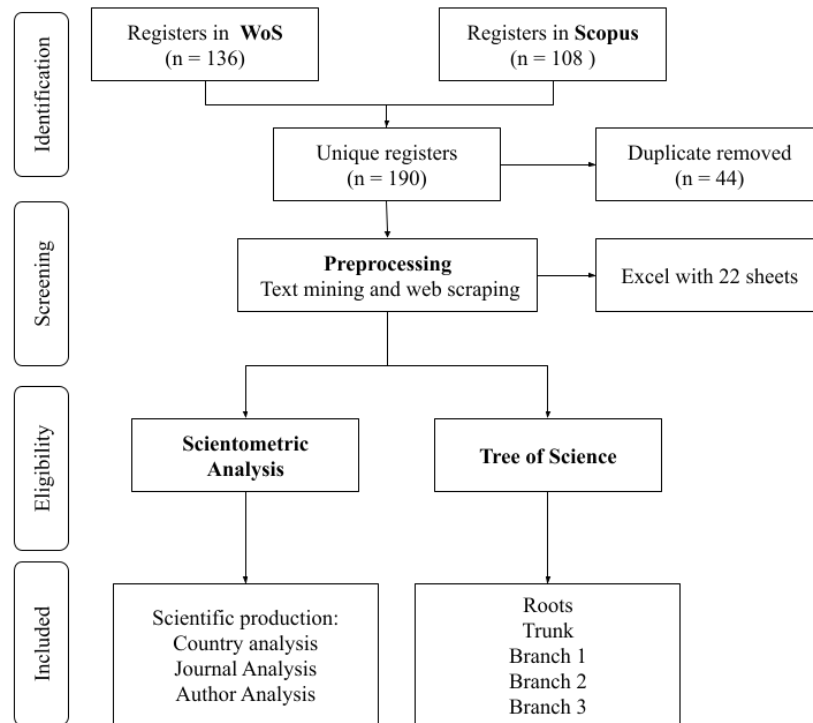 Identification
Registers in WoS
(n = 136)
Registers in Scopus
(n = 108 )
Unique registers
(n = 190)
Duplicate removed
(n = 44)
Screening
Preprocessing
Text mining and web scraping
Excel with 22 sheets
Eligibility
Scientometric
Analysis
Tree of Science
Included
Scientific production:
Country analysis
Journal Analysis
Author Analysis
Roots
Trunk
Branch 1
Branch 2
Branch 3